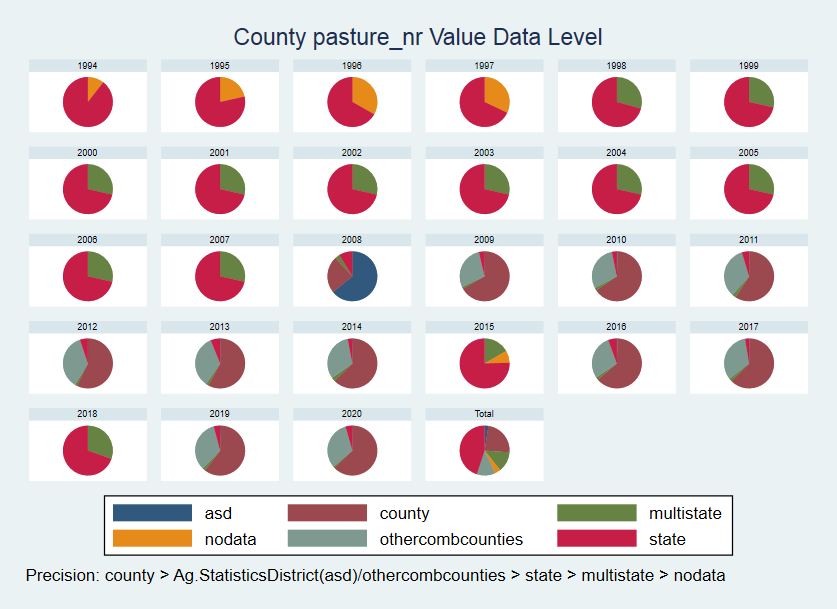 County pasture_nr Value Data Level
1994 1995 1996 1997 1998 1999
2000 2001 2002 2003 2004 2005
2006 2007 2008 2009 2010 2011
2012 2013 2014 2015 2016 2017
2018 2019 2020 Total
asd county multistate
nodata othercombcounties state
Precision: county > Ag.StatisticsDistrict(asd)/othercombcounties > state > multistate > nodata